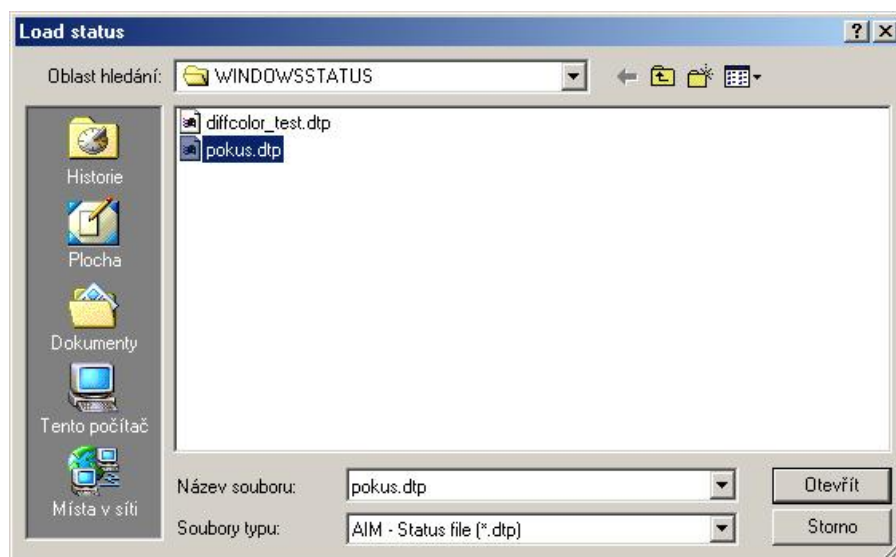 Load status
Oblast hledání: WINDOWSSTATUS
diffcolor_test.dtp
pokus.dtp
Historie
Plocha
Dokumenty
Tento počítač
Místa v síti
Název souboru: pokus.dtp Otevřít
Soubory typu: AIM - Status file (*.dtp) Storno